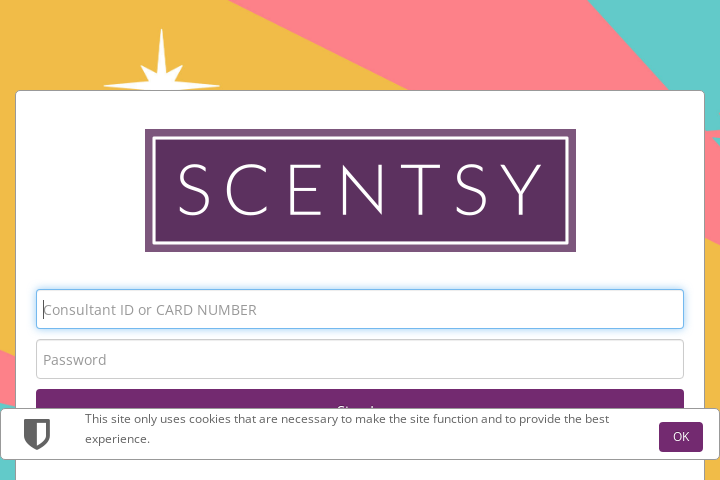 SCENTSY
Consultant ID or CARD NUMBER
Password
This site only uses cookies that are necessary to make the site function and to provide the best
experience.
OK